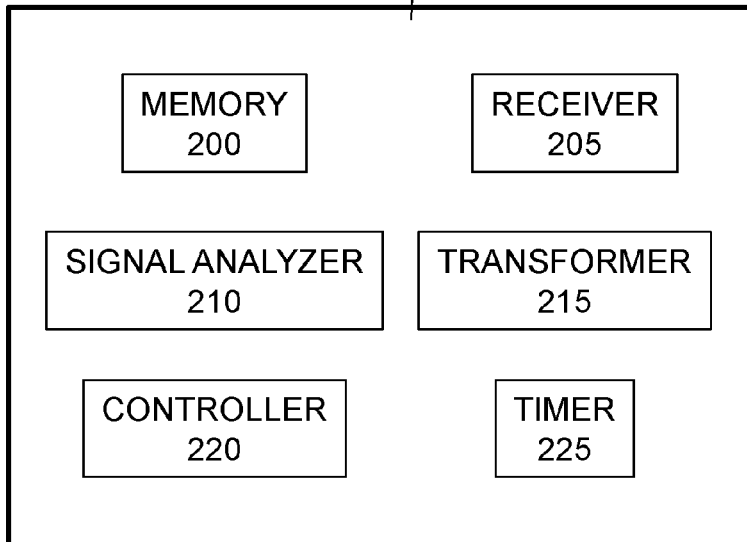 MEMORY
200
RECEIVER
205
SIGNAL ANALYZER
210
TRANSFORMER
215
CONTROLLER
220
TIMER
225